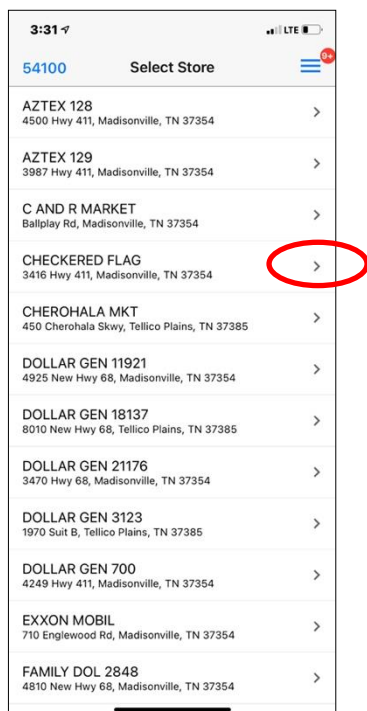 3:31 LTE
9+
54100 Select Store
AZTEX 128
4500 Hwy 411, Madisonville, TN 37354
AZTEX 129
3987 Hwy 411, Madisonville, TN 37354
C AND R MARKET
Ballplay Rd, Madisonville, TN 37354
CHECKERED FLAG
3416 Hwy 411, Madisonville, TN 37354
CHEROHALA MKT
450 Cherohala Skwy, Tellico Plains, TN 37385
DOLLAR GEN 11921
4925 New Hwy 68, Madisonville, TN 37354
DOLLAR GEN 18137
8010 New Hwy 68, Tellico Plains, TN 37385
DOLLAR GEN 21176
3470 Hwy 68, Madisonville, TN 37354
DOLLAR GEN 3123
1970 Suit B, Tellico Plains, TN 37385
DOLLAR GEN 700
4249 Hwy 411, Madisonville, TN 37354
EXXON MOBIL
710 Englewood Rd, Madisonville, TN 37354
FAMILY DOL 2848
4810 New Hwy 68, Madisonville, TN 37354